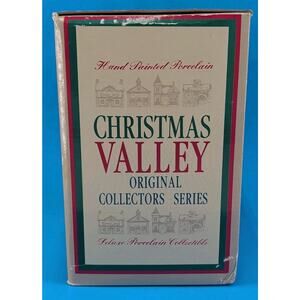 Hand Painted Porcelain
CHRISTMAS
VALLEY
ORIGINAL
COLLECTORS SERIES
Deluxe Porcelain Collectible